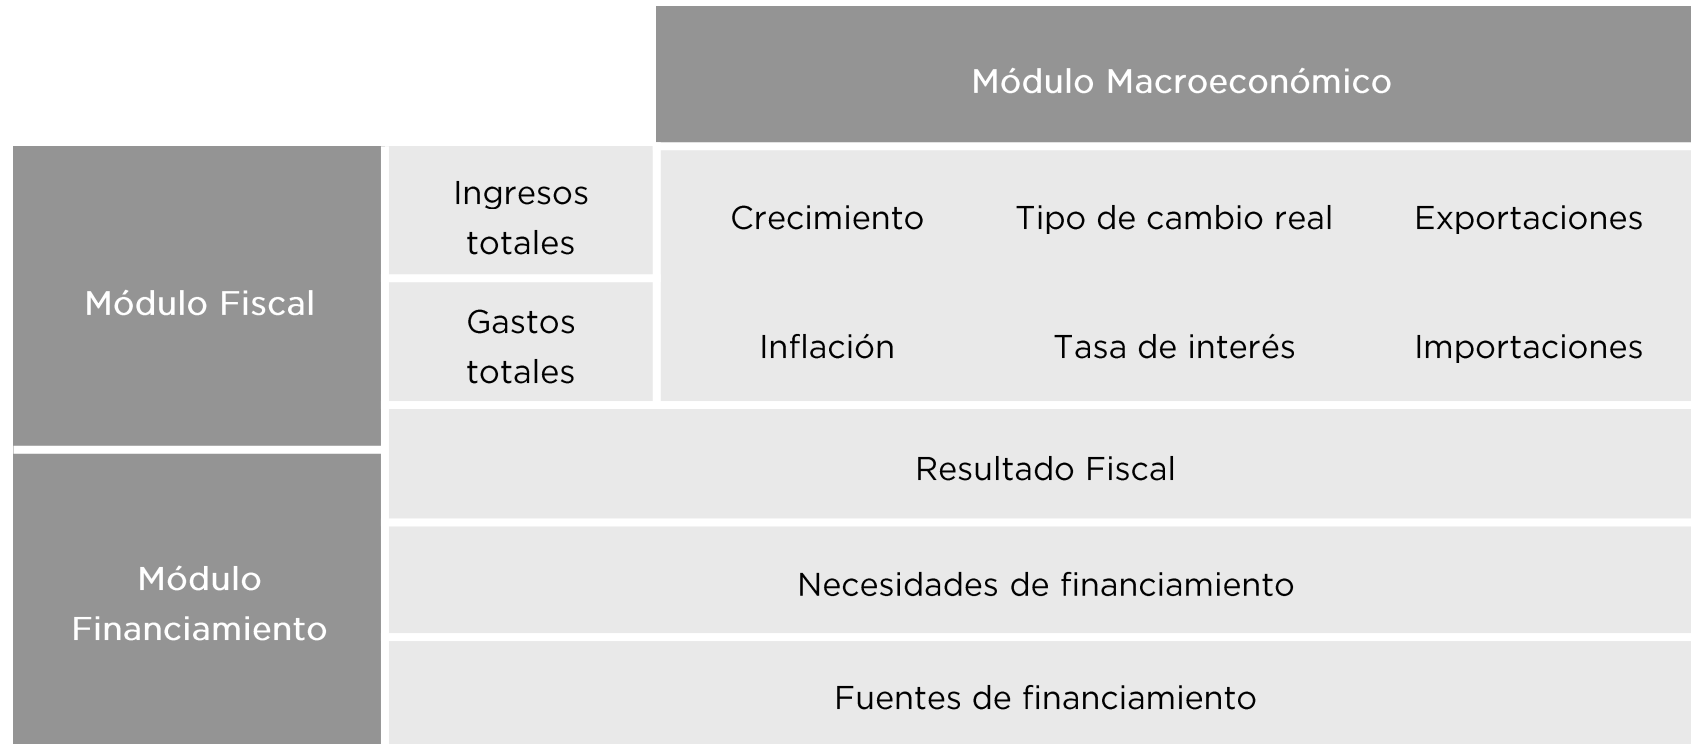 Módulo Macroeconómico
Módulo Fiscal
Ingresos
totales
Crecimiento
Tipo de cambio real
Exportaciones
Gastos
totales
Inflación
Tasa de interés
Importaciones
Resultado Fiscal
Módulo
Financiamiento
Necesidades de financiamiento
Fuentes de financiamiento